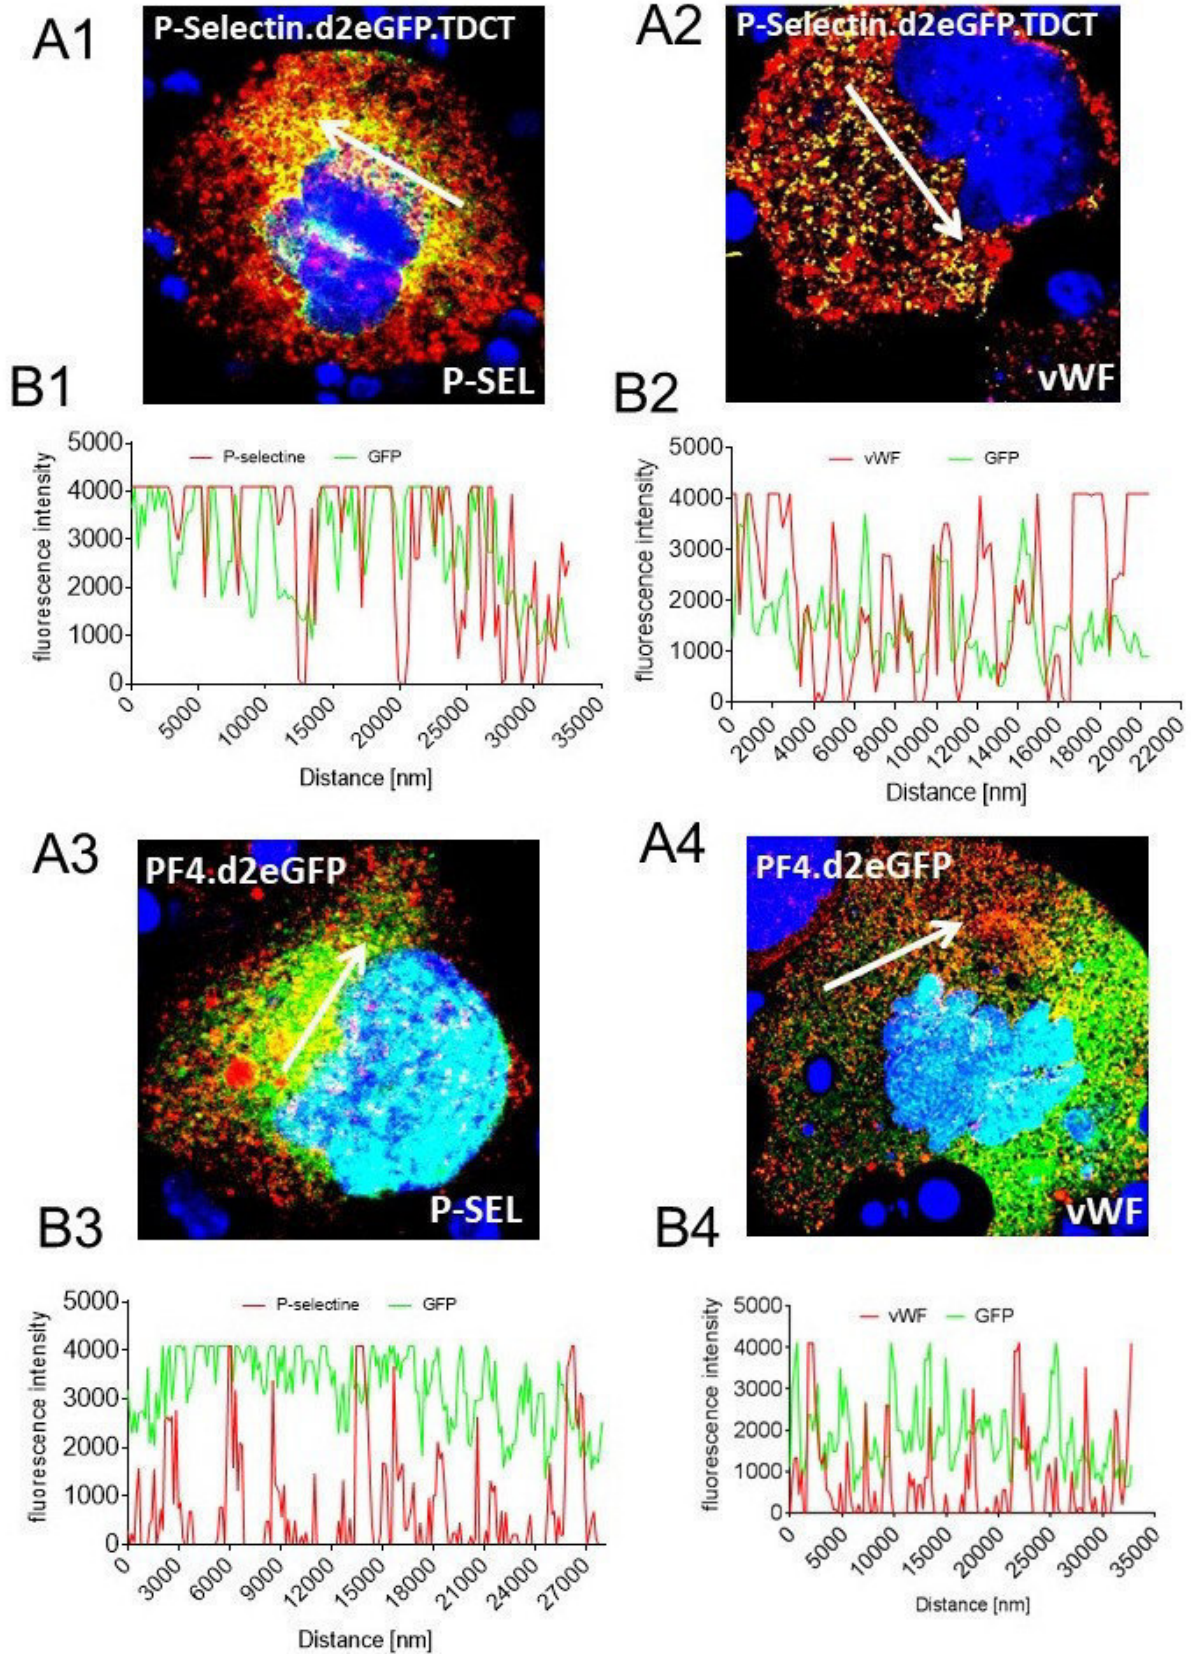 A1
P-Selectin.d2eGFP.TDCT
P-SEL
A2
P-Selectin.d2eGFP.TDCT
vWF
B1
5000
4000
3000
2000
1000
0
fluorescence intensity
P-selectine GFP
0 5000 10000 15000 20000 25000 30000 35000
Distance [nm]
B2
5000
4000
3000
2000
1000
0
fluorescence intensity
vWF GFP
0 2000 4000 6000 8000 10000 12000 14000 16000 18000 20000 22000
Distance [nm]
A3
PF4.d2eGFP
P-SEL
A4
PF4.d2eGFP
vWF
B3
5000
4000
3000
2000
1000
0
fluorescence intensity
P-selectine GFP
0 3000 6000 9000 12000 15000 18000 21000 24000 27000
Distance [nm]
B4
5000
4000
3000
2000
1000
0
fluorescence intensity
vWF GFP
0 5000 10000 15000 20000 25000 30000 35000
Distance [nm]